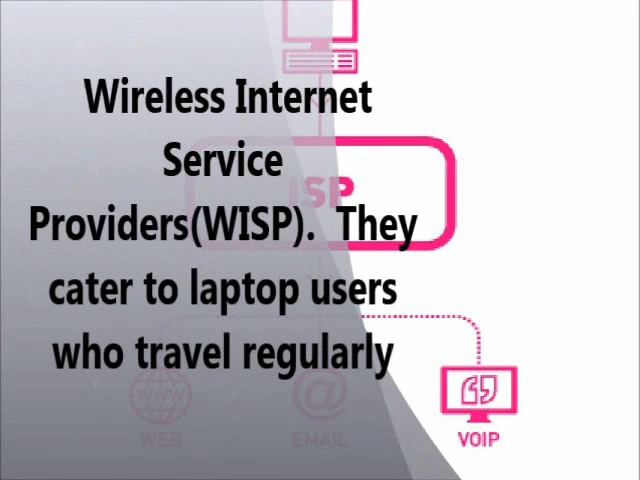 Wireless Internet
Service
ISP
Providers(WISP).  They
cater to laptop users
who travel regularly
WEB
EMAIL
VOIP